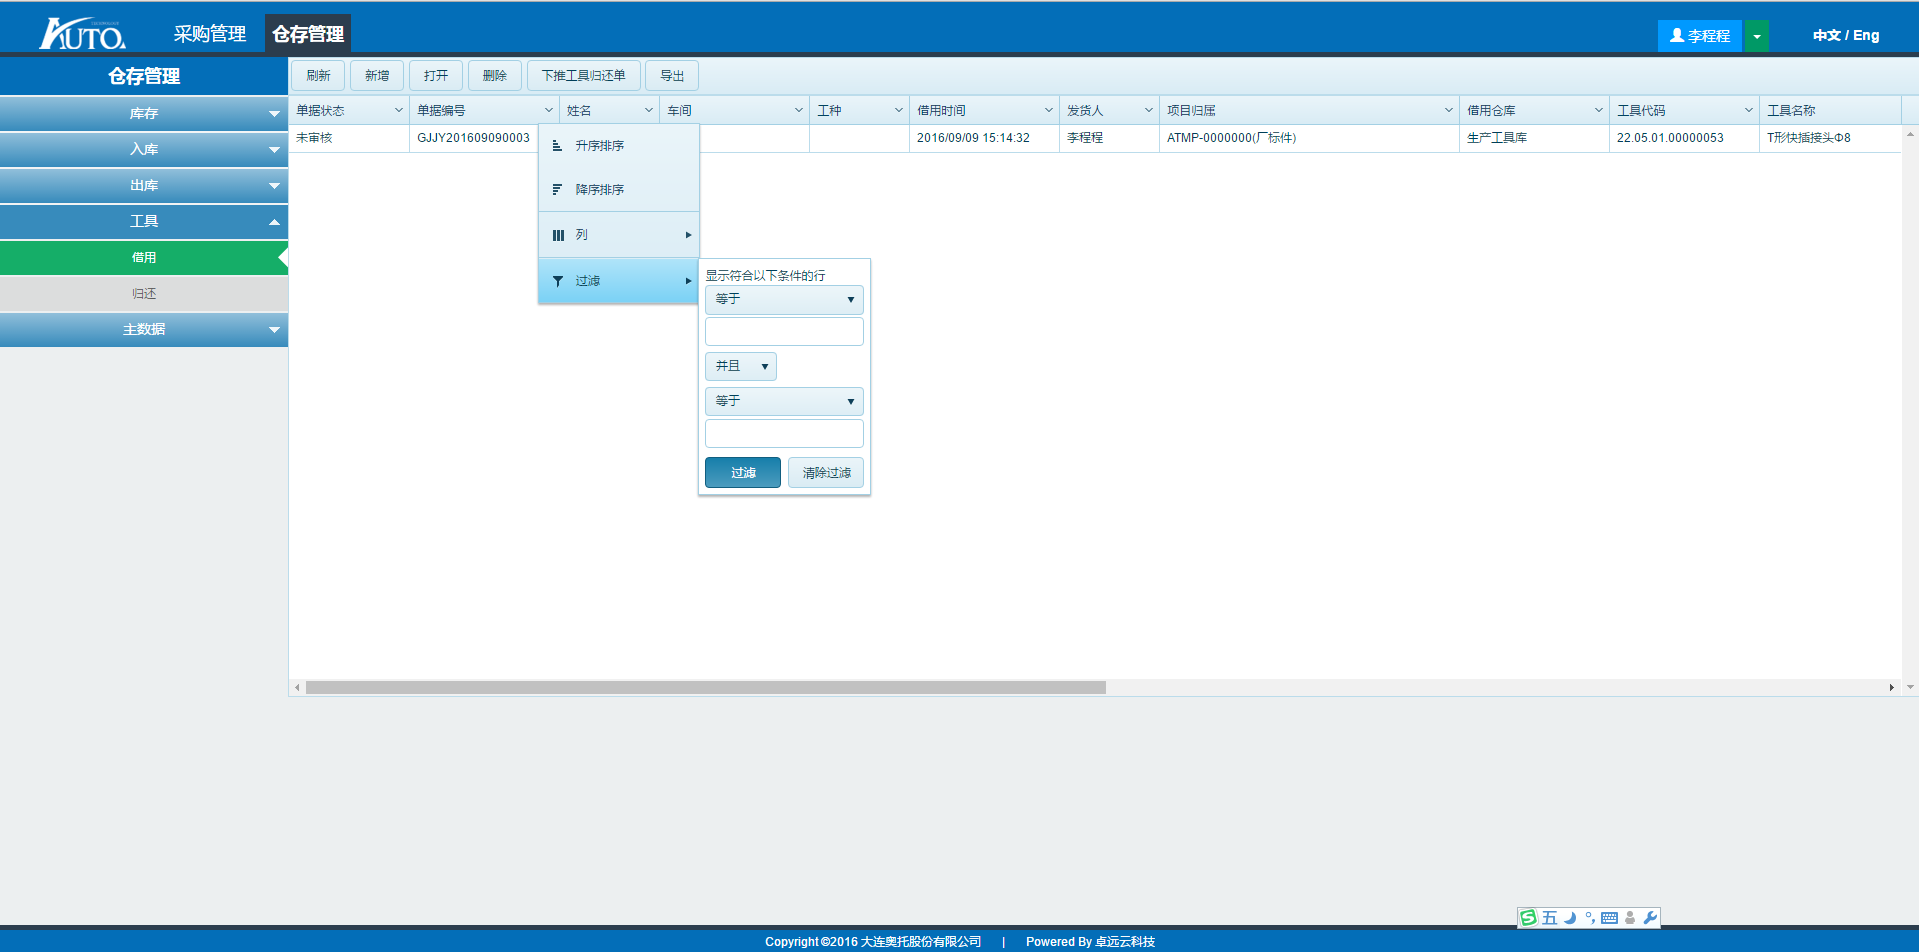 AUTO.
采购管理
仓存管理
李程程
中文 / Eng
仓存管理
库存
入库
出库
工具
借用
归还
主数据
刷新 新增 打开 删除 下推工具归还单 导出
单据状态 单据编号 姓名 车间 工种 借用时间 发货人 项目归属 借用仓库 工具代码 工具名称
未审核 GJJY201609090003 2016/09/09 15:14:32 李程程 ATMP-0000000(厂标件) 生产工具库 22.05.01.00000053 T形快插接头Φ8
升序排序
降序排序
列
过滤
显示符合以下条件的行
等于
并且
等于
过滤 清除过滤
S 五
Copyright ©2016 大连奥托股份有限公司 | Powered By 卓远云科技